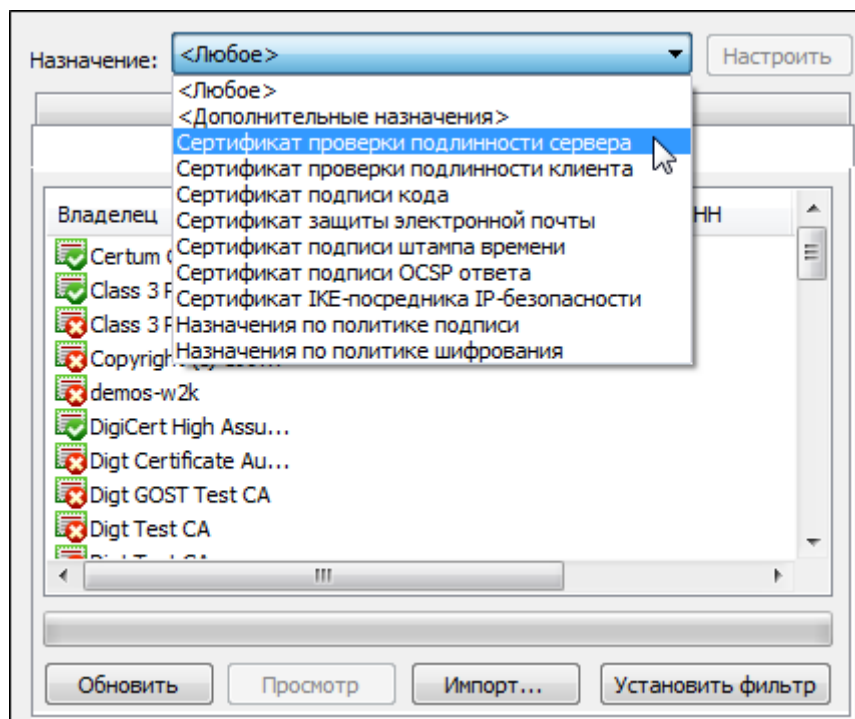 Назначение: <Любое> Настроить
<Любое>
<Дополнительные назначения>
Сертификат проверки подлинности сервера
Сертификат проверки подлинности клиента
Сертификат подписи кода
Сертификат защиты электронной почты
Сертификат подписи штампа времени
Сертификат подписи OCSP ответа
Сертификат IKE-посредника IP-безопасности
Назначения по политике подписи
Назначения по политике шифрования
Владелец НН
Certum
Class 3
Class 3
Copyright
demos-w2k
DigiCert High Assu...
Digt Certificate Au...
Digt GOST Test CA
Digt Test CA
Обновить Просмотр Импорт... Установить фильтр